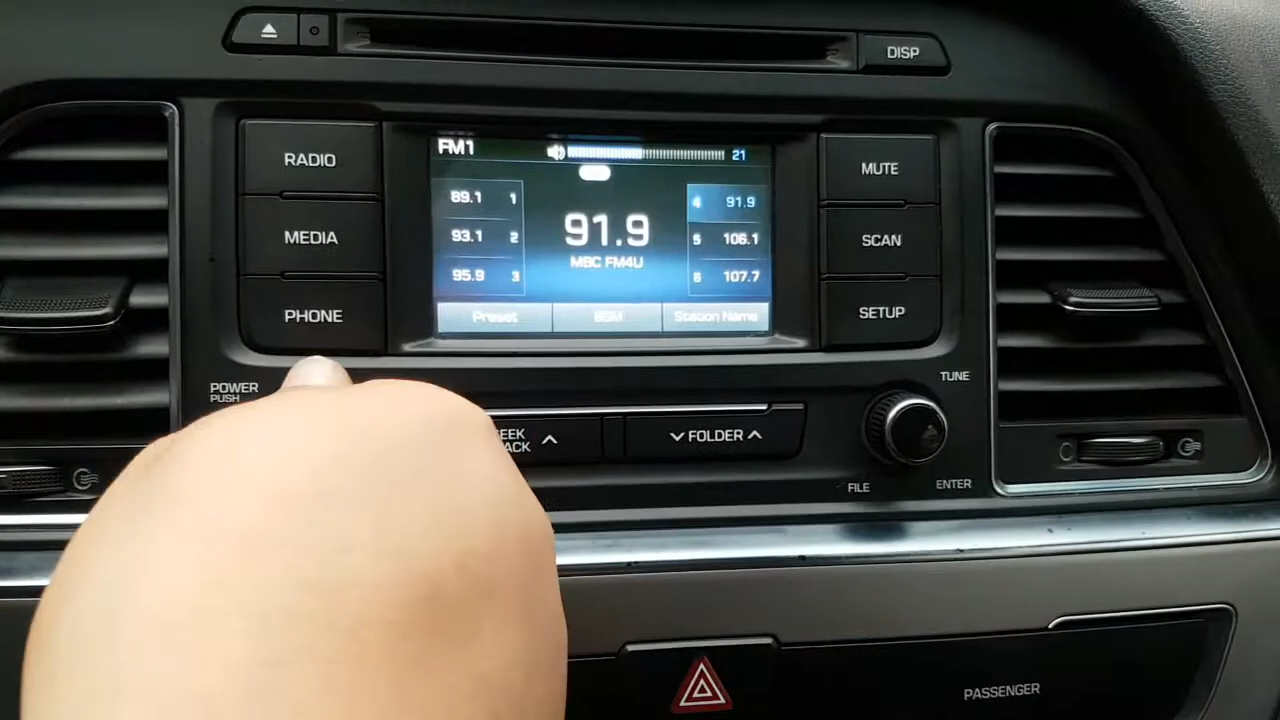 DISP
RADIO
MEDIA
PHONE
FM1
21
89.1 1
93.1 2
95.9 3
91.9
MBC FM4U
4 91.9
5 106.1
6 107.7
Preset
BSM
Station Name
MUTE
SCAN
SETUP
POWER
PUSH
FOLDER
TUNE
FILE
ENTER
PASSENGER